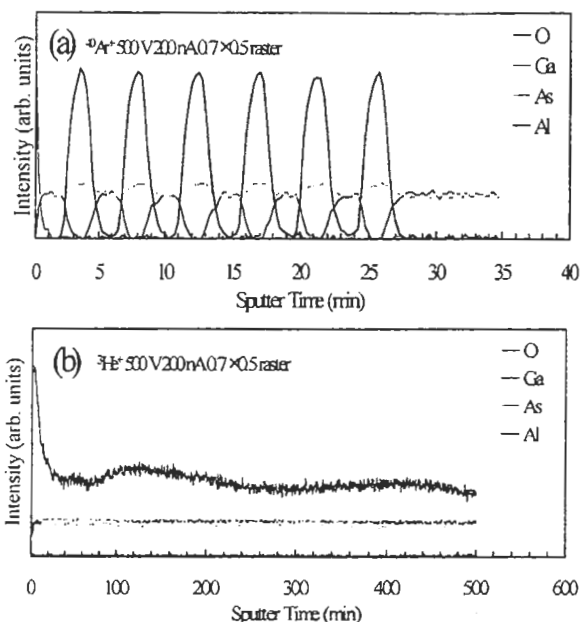 (a) ⁴⁰Ar⁺ 500 V 200 nA 0.7×0.5 raster
O
Ga
As
Al
Intensity (arb. units)
0 5 10 15 20 25 30 35 40
Sputter Time (min)
(b) ³He⁺ 500 V 200 nA 0.7×0.5 raster
O
Ga
As
Al
Intensity (arb. units)
0 100 200 300 400 500 600
Sputter Time (min)